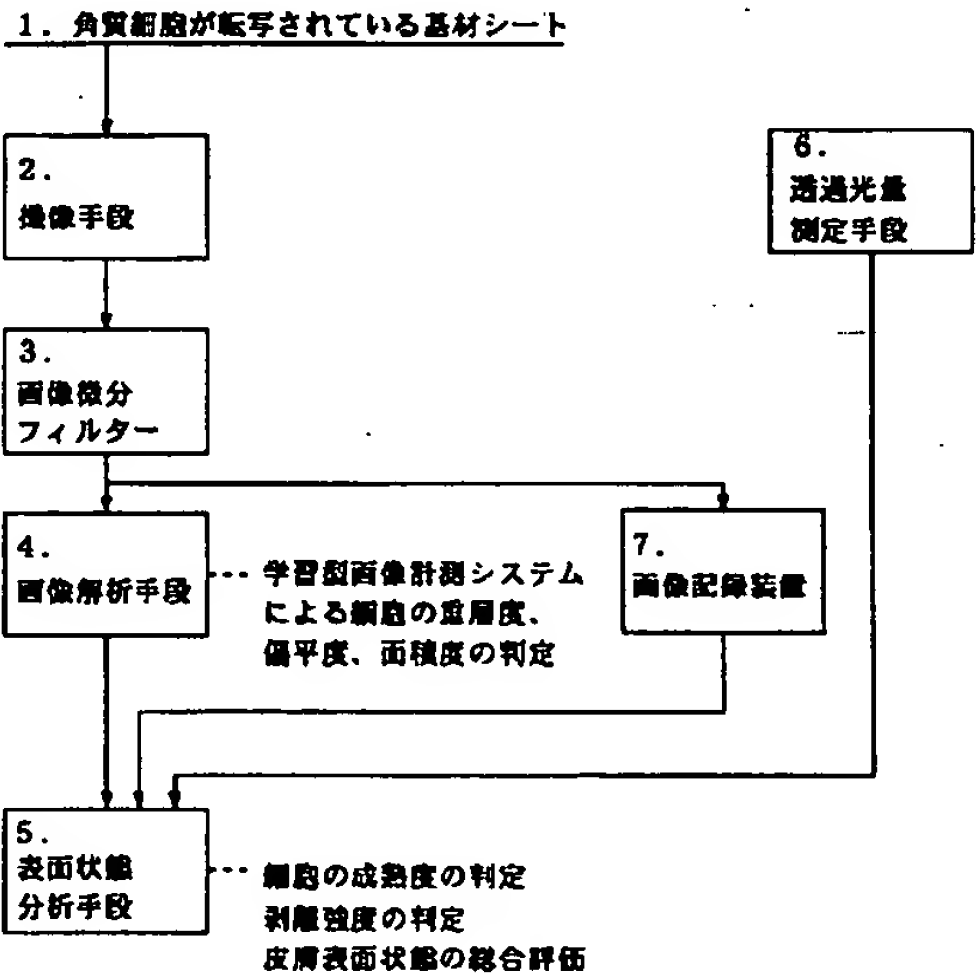 1. 角質細胞が転写されている基材シート
2.
撮像手段
6.
透過光量
測定手段
3.
画像微分
フィルター
4.
画像解析手段
学習型画像計測システム
による細胞の重層度、
偏平度、面積度の判定
7.
画像記録装置
5.
表面状態
分析手段
細胞の成熟度の判定
剥離強度の判定
皮膚表面状態の総合評価